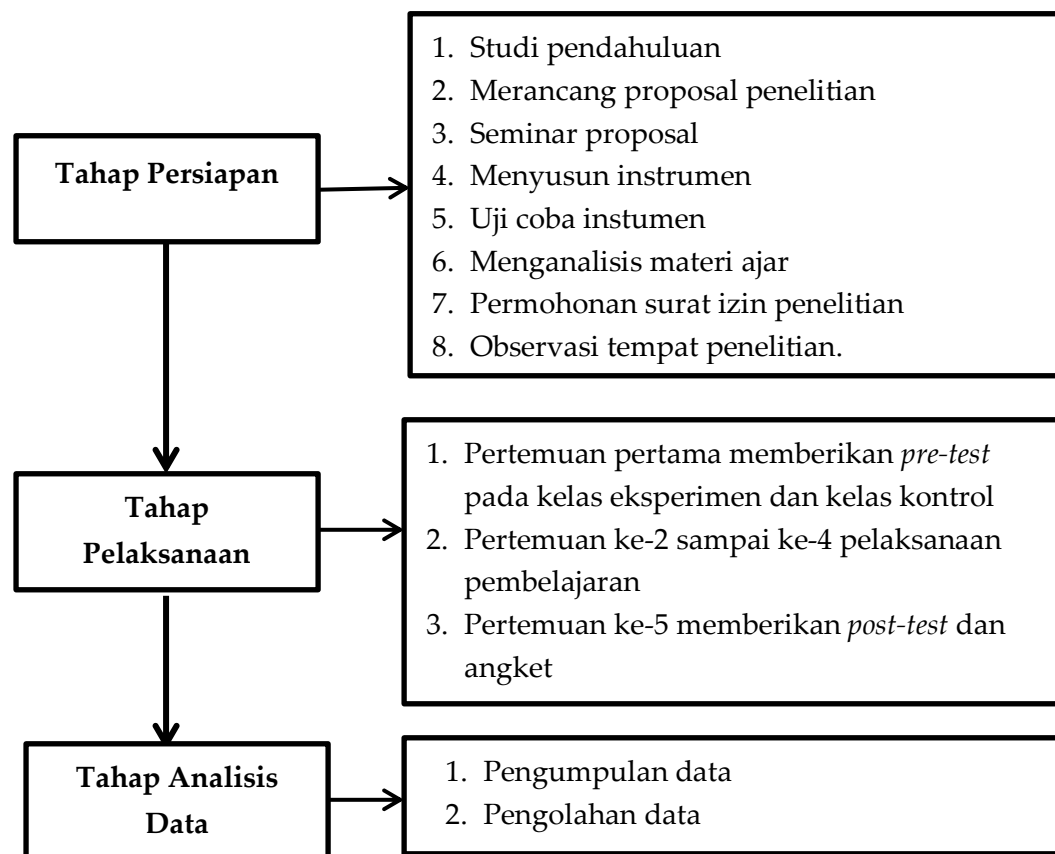 Tahap Persiapan
1. Studi pendahuluan
2. Merancang proposal penelitian
3. Seminar proposal
4. Menyusun instrumen
5. Uji coba instumen
6. Menganalisis materi ajar
7. Permohonan surat izin penelitian
8. Observasi tempat penelitian.
Tahap
Pelaksanaan
1. Pertemuan pertama memberikan pre-test
pada kelas eksperimen dan kelas kontrol
2. Pertemuan ke-2 sampai ke-4 pelaksanaan
pembelajaran
3. Pertemuan ke-5 memberikan post-test dan
angket
Tahap Analisis
Data
1. Pengumpulan data
2. Pengolahan data